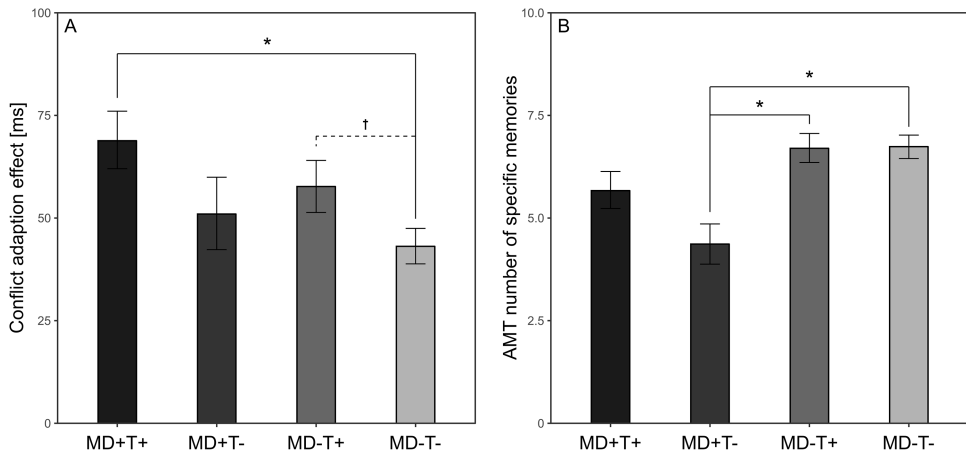 A
Conflict adaption effect [ms]
100
75
50
25
0
*
†
MD+T+ MD+T- MD-T+ MD-T-
B
AMT number of specific memories
10.0
7.5
5.0
2.5
0.0
*
*
MD+T+ MD+T- MD-T+ MD-T-